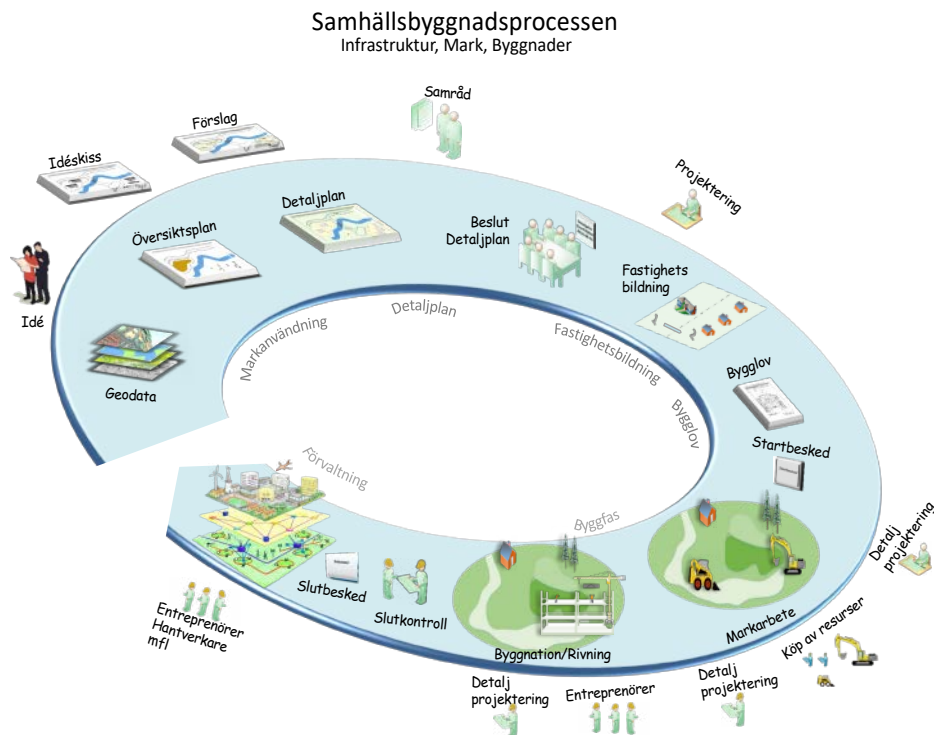 Samhällsbyggnadsprocessen
Infrastruktur, Mark, Byggnader
Samråd
Förslag
Idéskiss
Projektering
Detaljplan
Översiktsplan
Beslut
Detaljplan
Fastighets
bildning
Idé
Geodata
Markanvändning
Detaljplan
Fastighetsbildning
Bygglov
Byggfas
Förvaltning
Bygglov
Startbesked
Detalj
projektering
Markarbete
Köp av resurser
Slutbesked
Slutkontroll
Byggnation/Rivning
Entreprenörer
Hantverkare
mfl
Detalj
projektering
Entreprenörer
Detalj
projektering